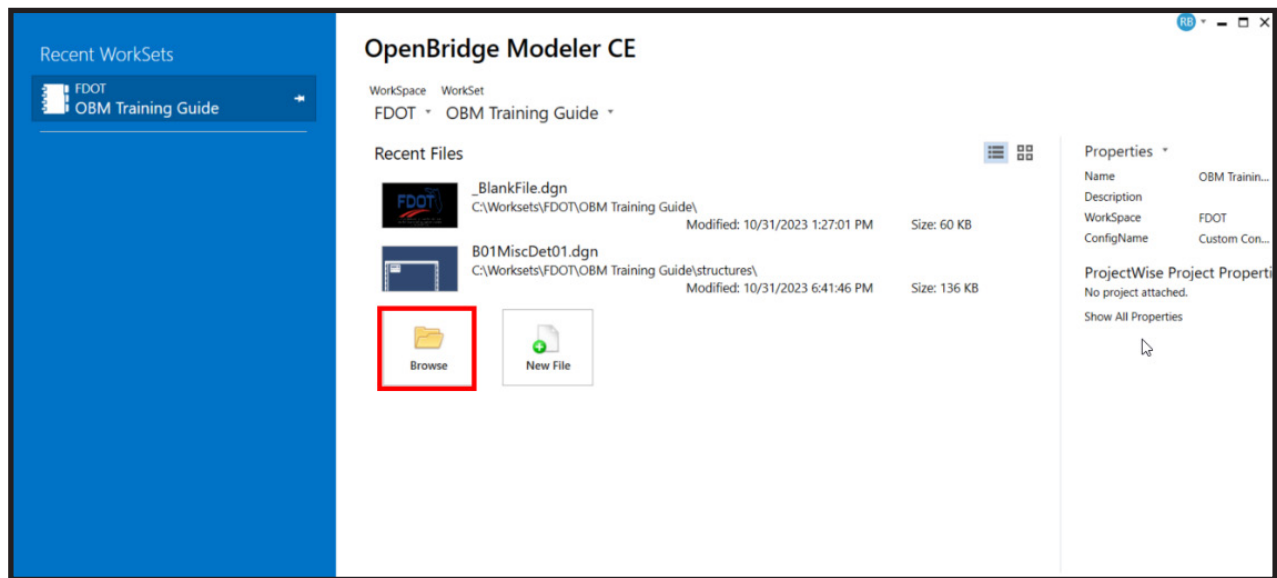 Recent WorkSets
FDOT
OBM Training Guide
RB
OpenBridge Modeler CE
WorkSpace WorkSet
FDOT OBM Training Guide
Recent Files
FDOT
_BlankFile.dgn
C:\Worksets\FDOT\OBM Training Guide\
Modified: 10/31/2023 1:27:01 PM Size: 60 KB
B01MiscDet01.dgn
C:\Worksets\FDOT\OBM Training Guide\structures\
Modified: 10/31/2023 6:41:46 PM Size: 136 KB
Browse
New File
Properties
Name OBM Trainin...
Description
WorkSpace FDOT
ConfigName Custom Con...
ProjectWise Project Properti
No project attached.
Show All Properties